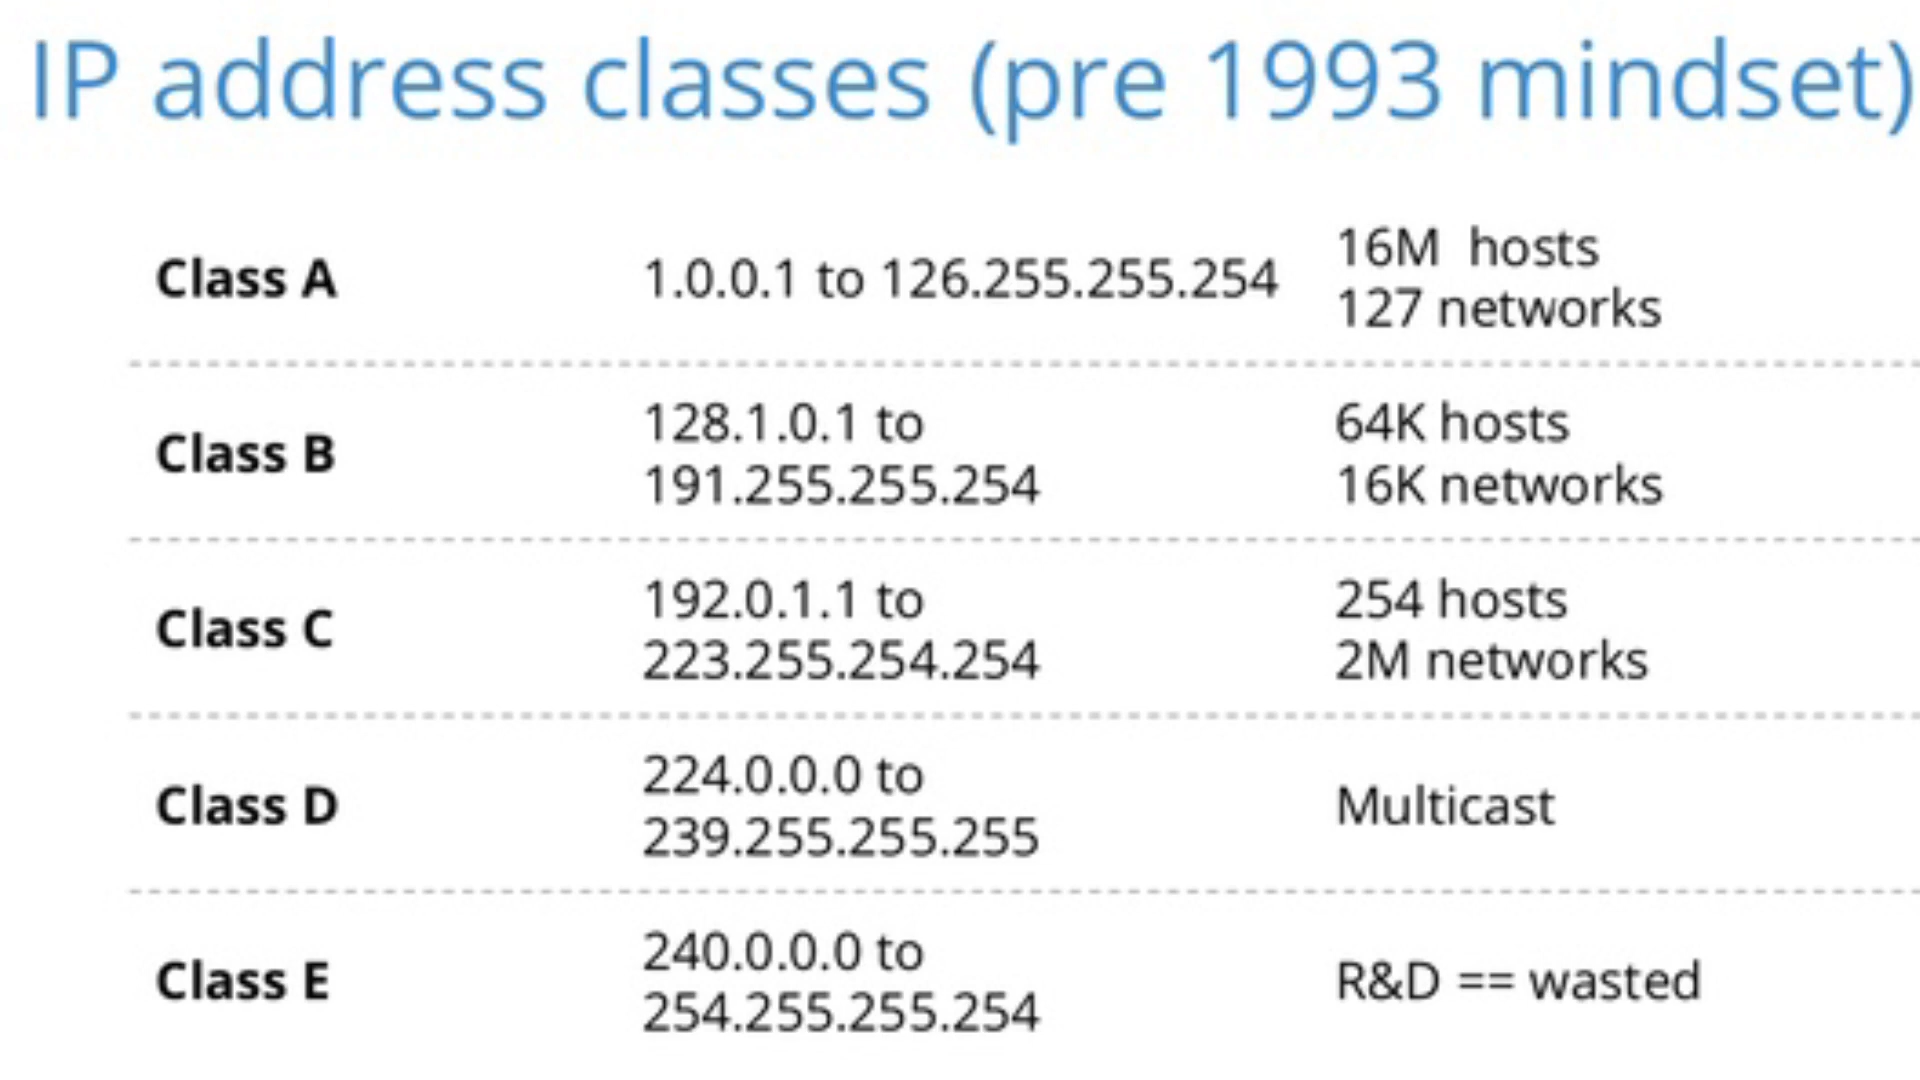 IP address classes (pre 1993 mindset)
Class A
1.0.0.1 to 126.255.255.254
16M hosts
127 networks
Class B
128.1.0.1 to
191.255.255.254
64K hosts
16K networks
Class C
192.0.1.1 to
223.255.254.254
254 hosts
2M networks
Class D
224.0.0.0 to
239.255.255.255
Multicast
Class E
240.0.0.0 to
254.255.255.254
R&D == wasted